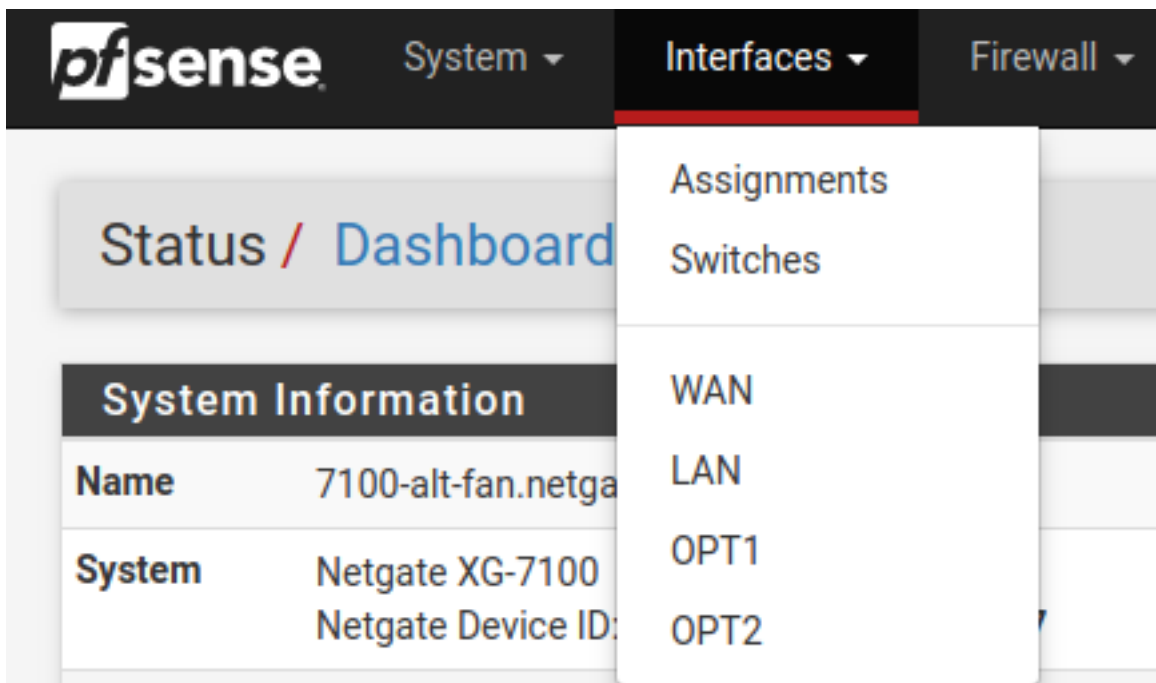 pfsense System Interfaces Firewall
Assignments
Switches
WAN
LAN
OPT1
OPT2
Status / Dashboard
System Information
Name 7100-alt-fan.netga
System Netgate XG-7100
Netgate Device ID: 7